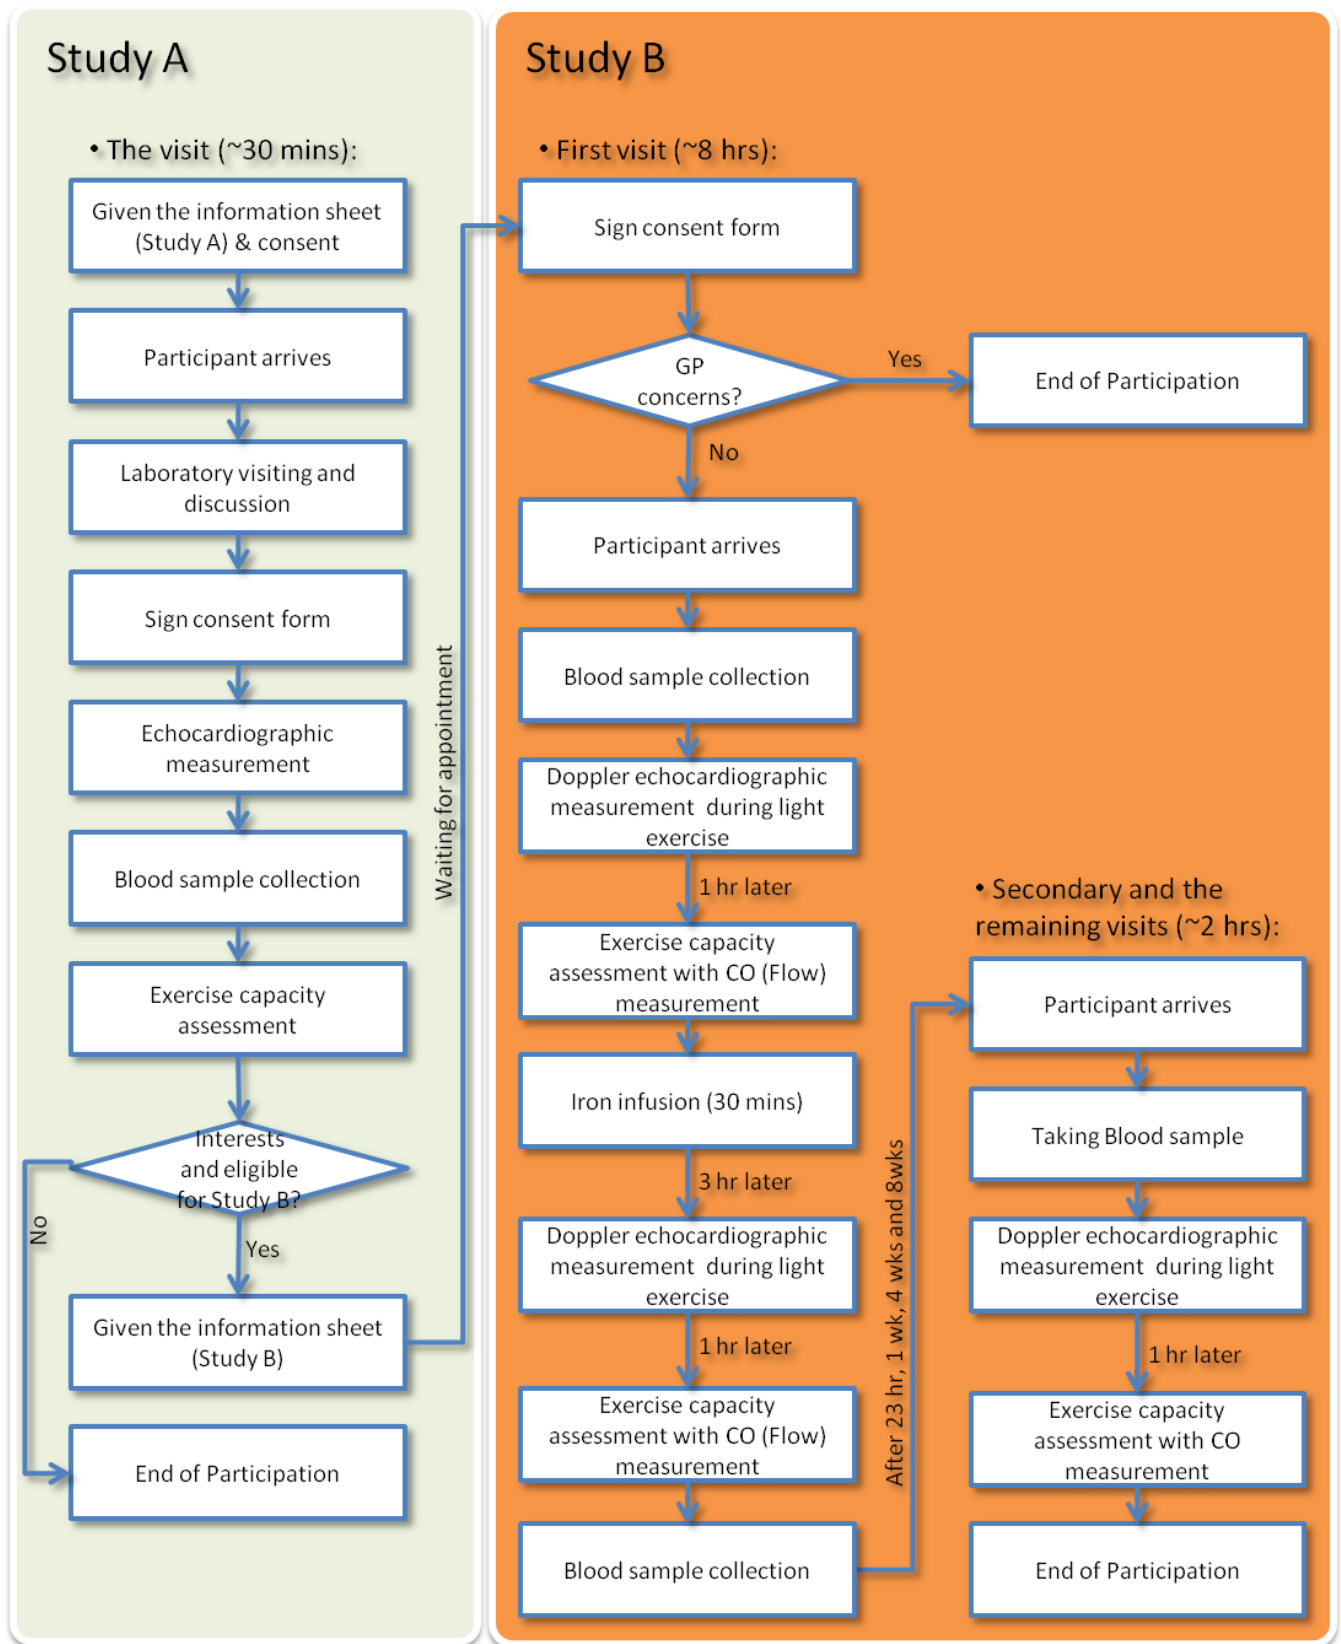 Study A
• The visit (~30 mins):
Given the information sheet
(Study A) & consent
Participant arrives
Laboratory visiting and
discussion
Sign consent form
Echocardiographic
measurement
Blood sample collection
Exercise capacity
assessment
Interests
and eligible
for Study B?
No
Yes
Given the information sheet
(Study B)
End of Participation
Waiting for appointment
Study B
• First visit (~8 hrs):
Sign consent form
GP
concerns?
Yes
End of Participation
No
Participant arrives
Blood sample collection
Doppler echocardiographic
measurement during light
exercise
1 hr later
Exercise capacity
assessment with CO (Flow)
measurement
Iron infusion (30 mins)
3 hr later
Doppler echocardiographic
measurement during light
exercise
1 hr later
Exercise capacity
assessment with CO (Flow)
measurement
Blood sample collection
After 23 hr, 1 wk, 4 wks and 8wks
• Secondary and the
remaining visits (~2 hrs):
Participant arrives
Taking Blood sample
Doppler echocardiographic
measurement during light
exercise
1 hr later
Exercise capacity
assessment with CO
measurement
End of Participation